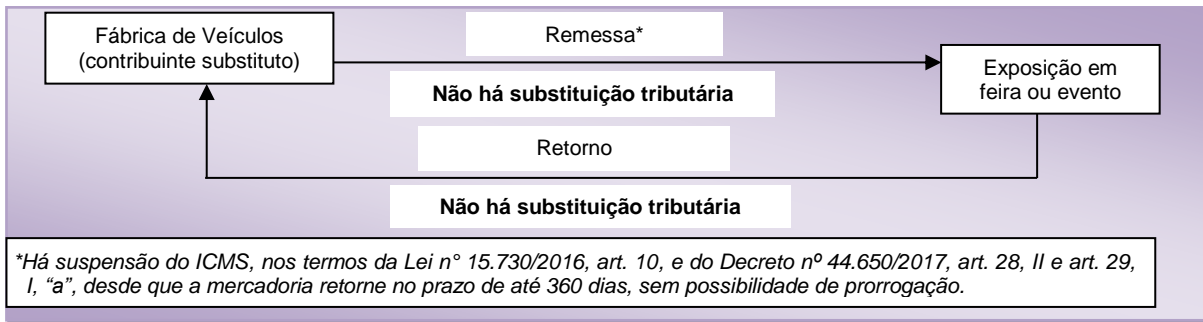 Fábrica de Veículos
(contribuinte substituto)
Remessa*
Não há substituição tributária
Exposição em
feira ou evento
Retorno
Não há substituição tributária
*Há suspensão do ICMS, nos termos da Lei n° 15.730/2016, art. 10, e do Decreto nº 44.650/2017, art. 28, II e art. 29,
I, “a”, desde que a mercadoria retorne no prazo de até 360 dias, sem possibilidade de prorrogação.